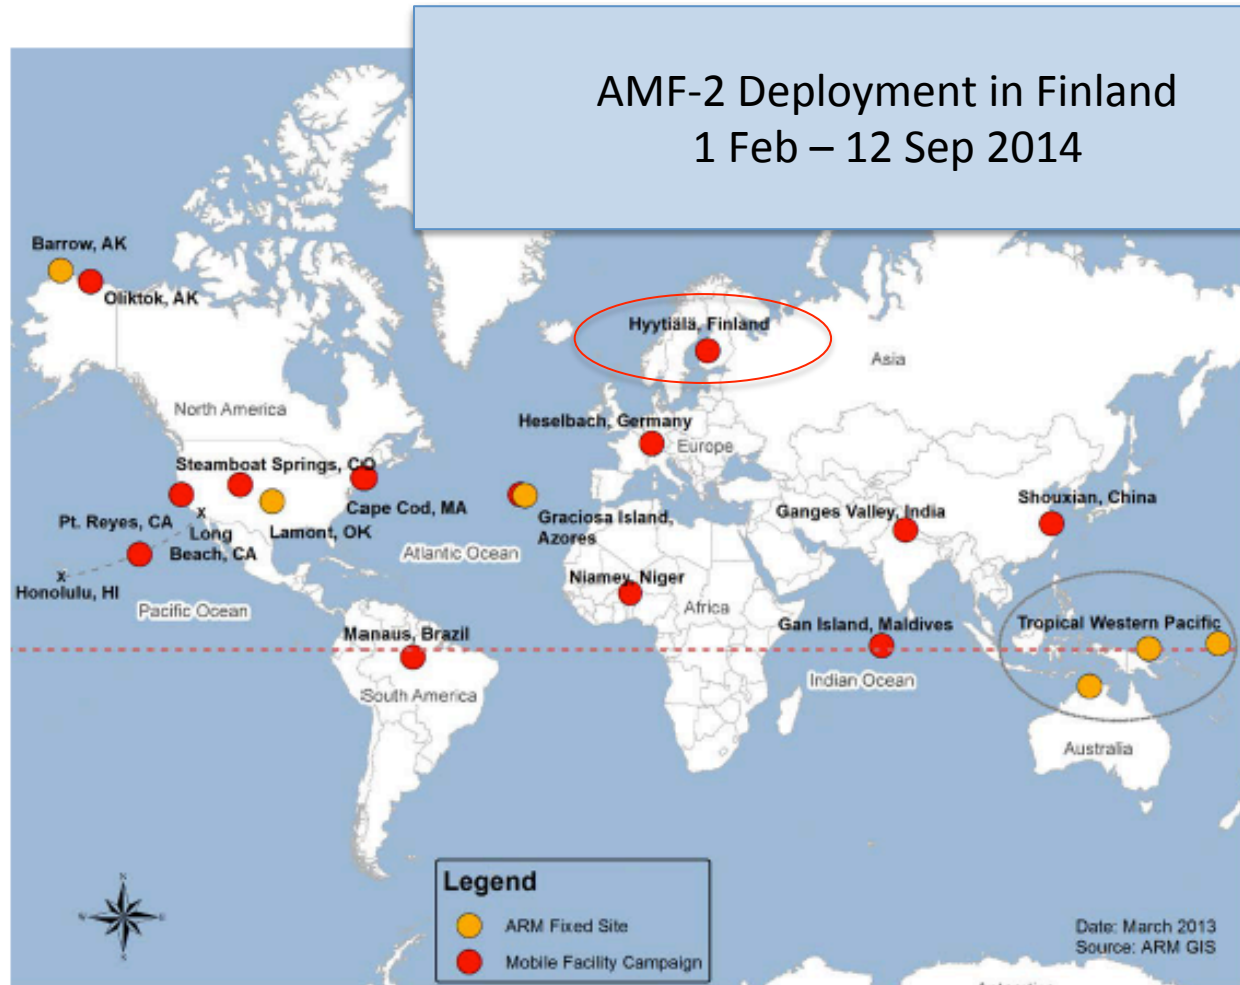 AMF-2 Deployment in Finland
1 Feb – 12 Sep 2014
Barrow, AK
Oliktok, AK
Hyytiälä, Finland
Asia
North America
Heselbach, Germany
Europe
Steamboat Springs, CO
Cape Cod, MA
Pt. Reyes, CA
Lamont, OK
Long
Beach, CA
Graciosa Island,
Azores
Ganges Valley, India
Shouxian, China
Atlantic Ocean
x
x
Honolulu, HI
Pacific Ocean
Niamey, Niger
Africa
Manaus, Brazil
Gan Island, Maldives
Tropical Western Pacific
South America
Indian Ocean
Australia
Legend
ARM Fixed Site
Mobile Facility Campaign
N
Date: March 2013
Source: ARM GIS